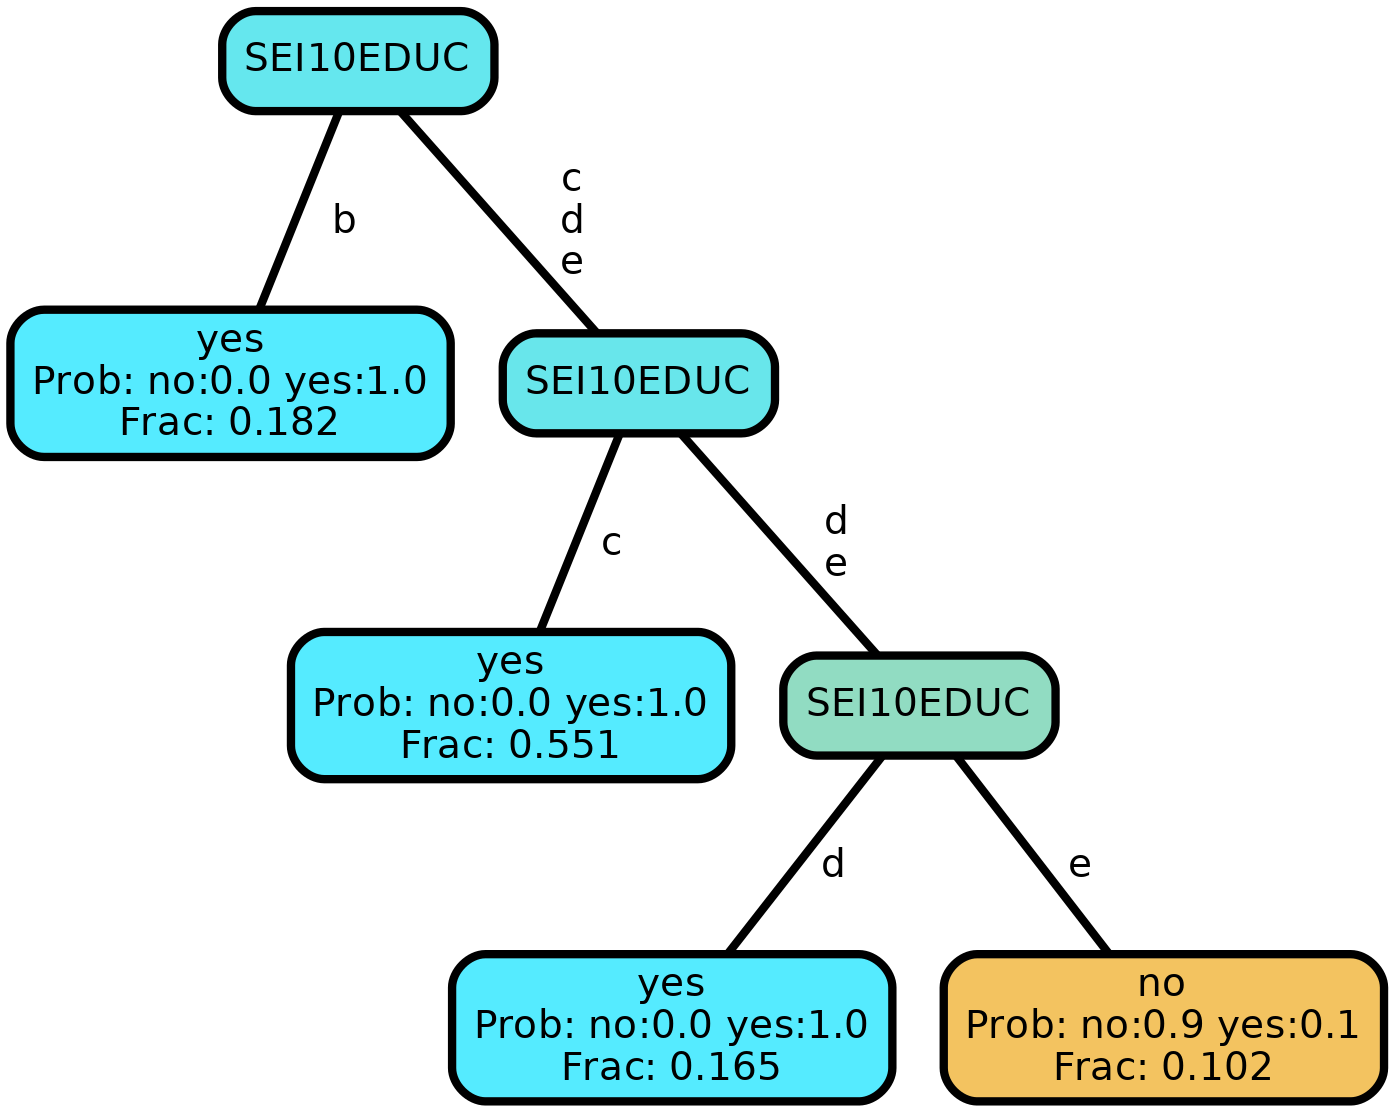 SEI10EDUC
b
c
d
e
yes
Prob: no:0.0 yes:1.0
Frac: 0.182
SEI10EDUC
c
d
e
yes
Prob: no:0.0 yes:1.0
Frac: 0.551
SEI10EDUC
d
e
yes
Prob: no:0.0 yes:1.0
Frac: 0.165
no
Prob: no:0.9 yes:0.1
Frac: 0.102